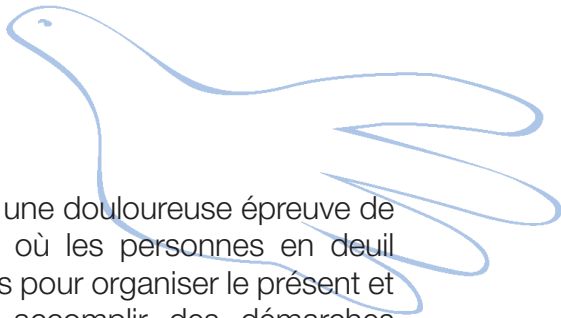 une douloureuse épreuve de
où les personnes en deuil
s pour organiser le présent et
accomplir des démarches